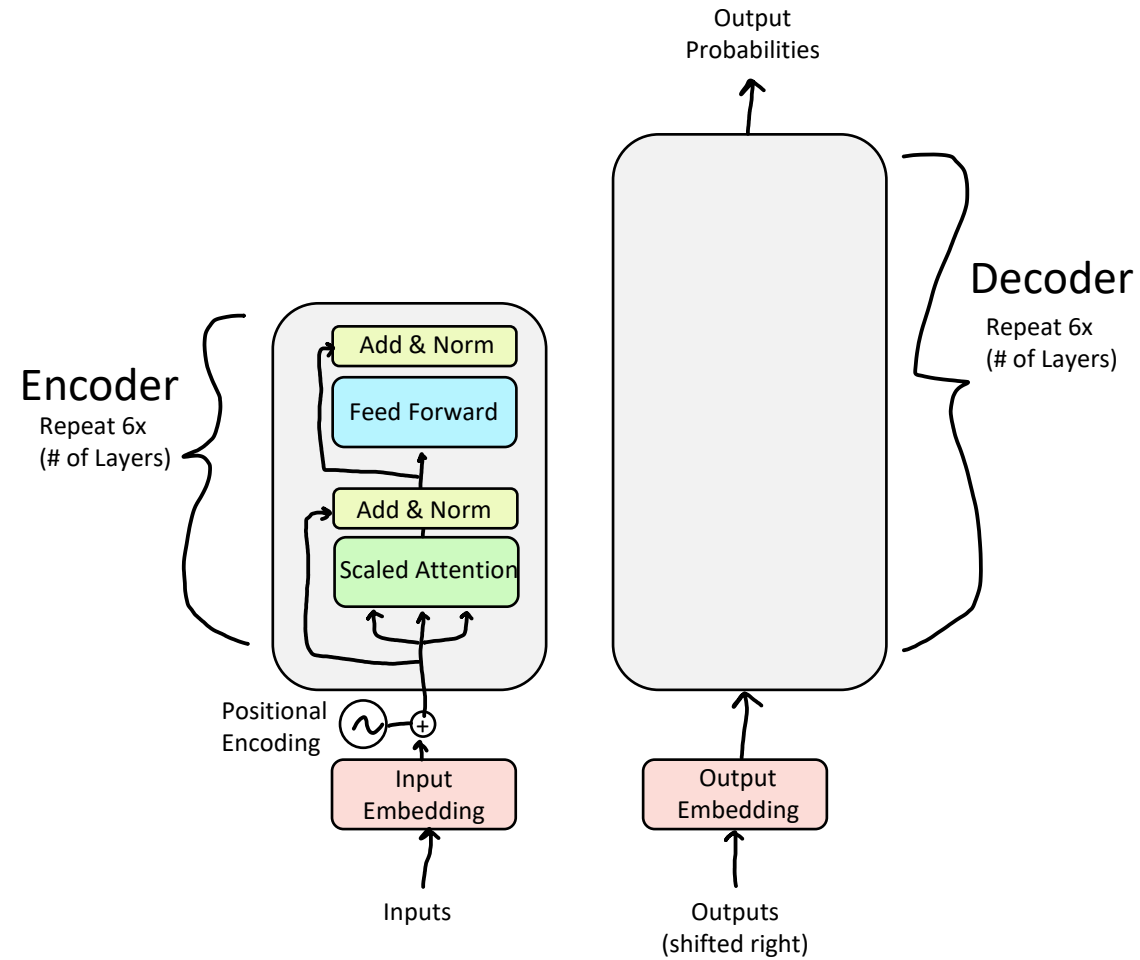 Output
Probabilities
Decoder
Repeat 6x
(# of Layers)
Encoder
Repeat 6x
(# of Layers)
Add & Norm
Feed Forward
Add & Norm
Scaled Attention
Positional
Encoding
+
Input
Embedding
Output
Embedding
Inputs
Outputs
(shifted right)